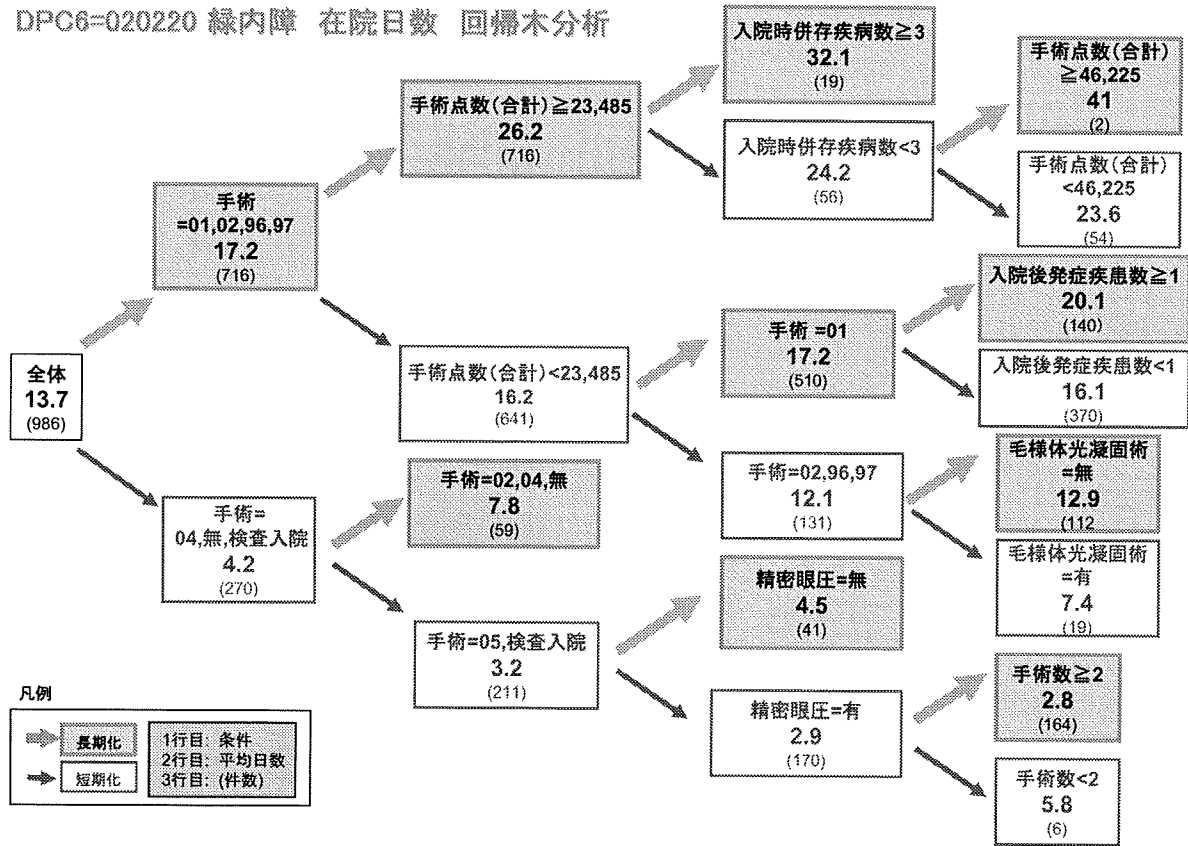 DPC6=020220 緑内障 在院日数 回帰木分析
全体
13.7
(986)
手術
=01,02,96,97
17.2
(716)
手術=
04,無,検査入院
4.2
(270)
手術点数(合計)≧23,485
26.2
(716)
手術点数(合計)<23,485
16.2
(641)
手術=02,04,無
7.8
(59)
手術=05,検査入院
3.2
(211)
入院時併存疾病数≧3
32.1
(19)
入院時併存疾病数<3
24.2
(56)
手術 =01
17.2
(510)
手術=02,96,97
12.1
(131)
精密眼圧=無
4.5
(41)
精密眼圧=有
2.9
(170)
手術点数(合計)
≧46,225
41
(2)
手術点数(合計)
<46,225
23.6
(54)
入院後発症疾患数≧1
20.1
(140)
入院後発症疾患数<1
16.1
(370)
毛様体光凝固術
=無
12.9
(112
毛様体光凝固術
=有
7.4
(19)
手術数≧2
2.8
(164)
手術数<2
5.8
(6)
凡例
長期化
短期化
1行目: 条件
2行目: 平均日数
3行目: (件数)